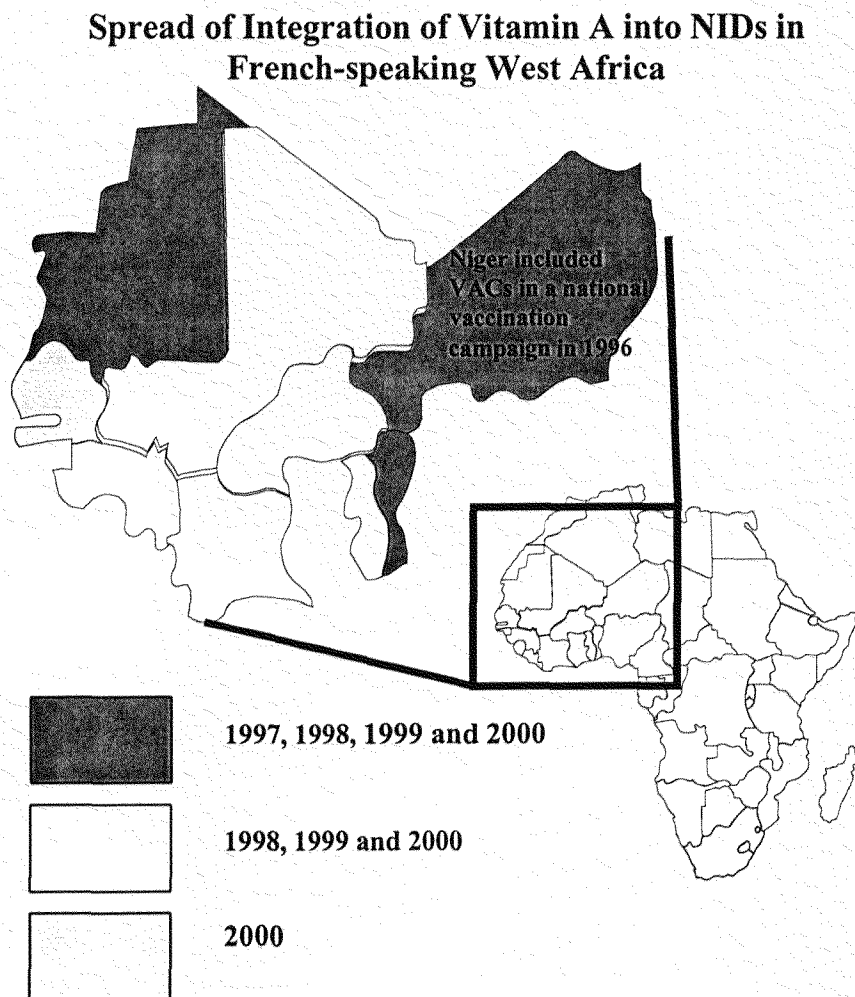 Spread of Integration of Vitamin A into NIDs in
French-speaking West Africa
Niger included
VACs in a national
vaccination
campaign in 1996
1997, 1998, 1999 and 2000
1998, 1999 and 2000
2000